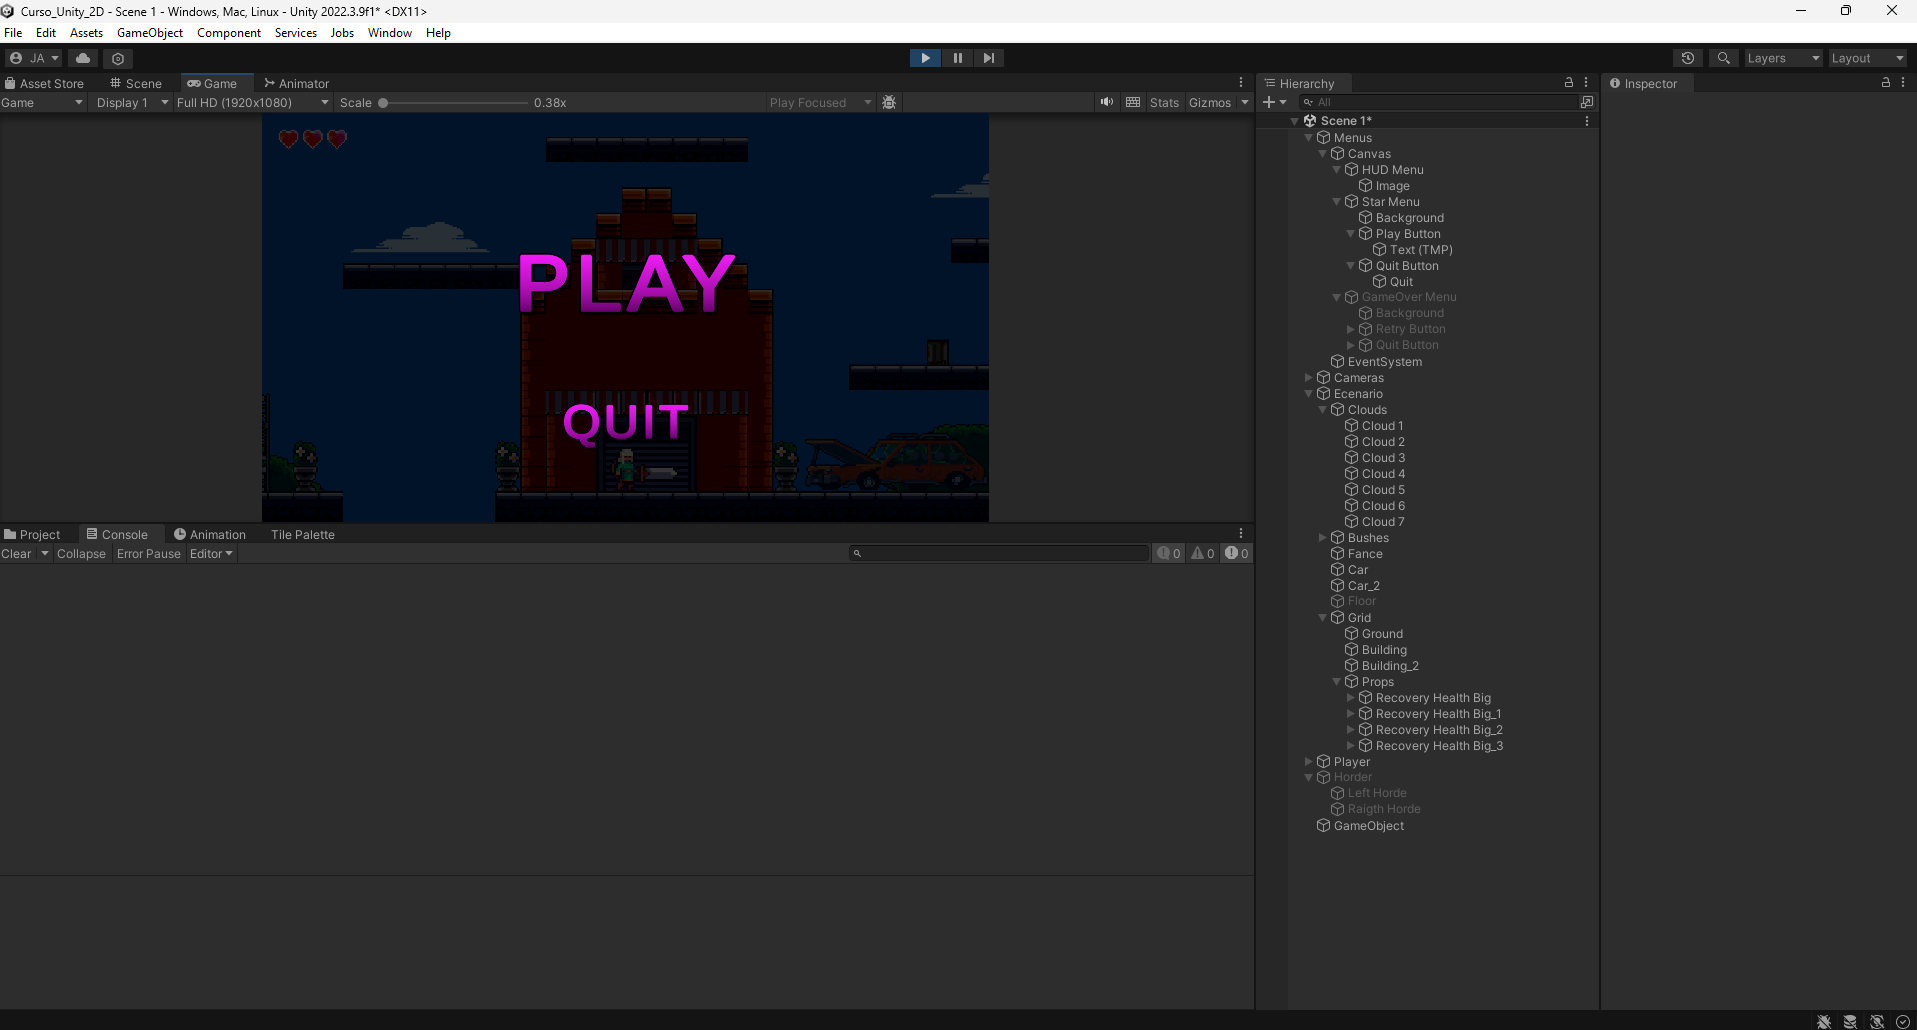 Curso_Unity_2D - Scene 1 - Windows, Mac, Linux - Unity 2022.3.9f1* <DX11>
File Edit Assets GameObject Component Services Jobs Window Help
JA Layers Layout
Asset Store Scene Game Animator
Game Display 1 Full HD (1920x1080) Scale 0.38x Play Focused Stats Gizmos
PLAY
QUIT
Project Console Animation Tile Palette
Clear Collapse Error Pause Editor 0 0 0
Hierarchy
All
Scene 1*
Menus
Canvas
HUD Menu
Image
Star Menu
Background
Play Button
Text (TMP)
Quit Button
Quit
GameOver Menu
Background
Retry Button
Quit Button
EventSystem
Cameras
Ecenario
Clouds
Cloud 1
Cloud 2
Cloud 3
Cloud 4
Cloud 5
Cloud 6
Cloud 7
Bushes
Fance
Car
Car_2
Floor
Grid
Ground
Building
Building_2
Props
Recovery Health Big
Recovery Health Big_1
Recovery Health Big_2
Recovery Health Big_3
Player
Horder
Left Horde
Raigth Horde
GameObject
Inspector